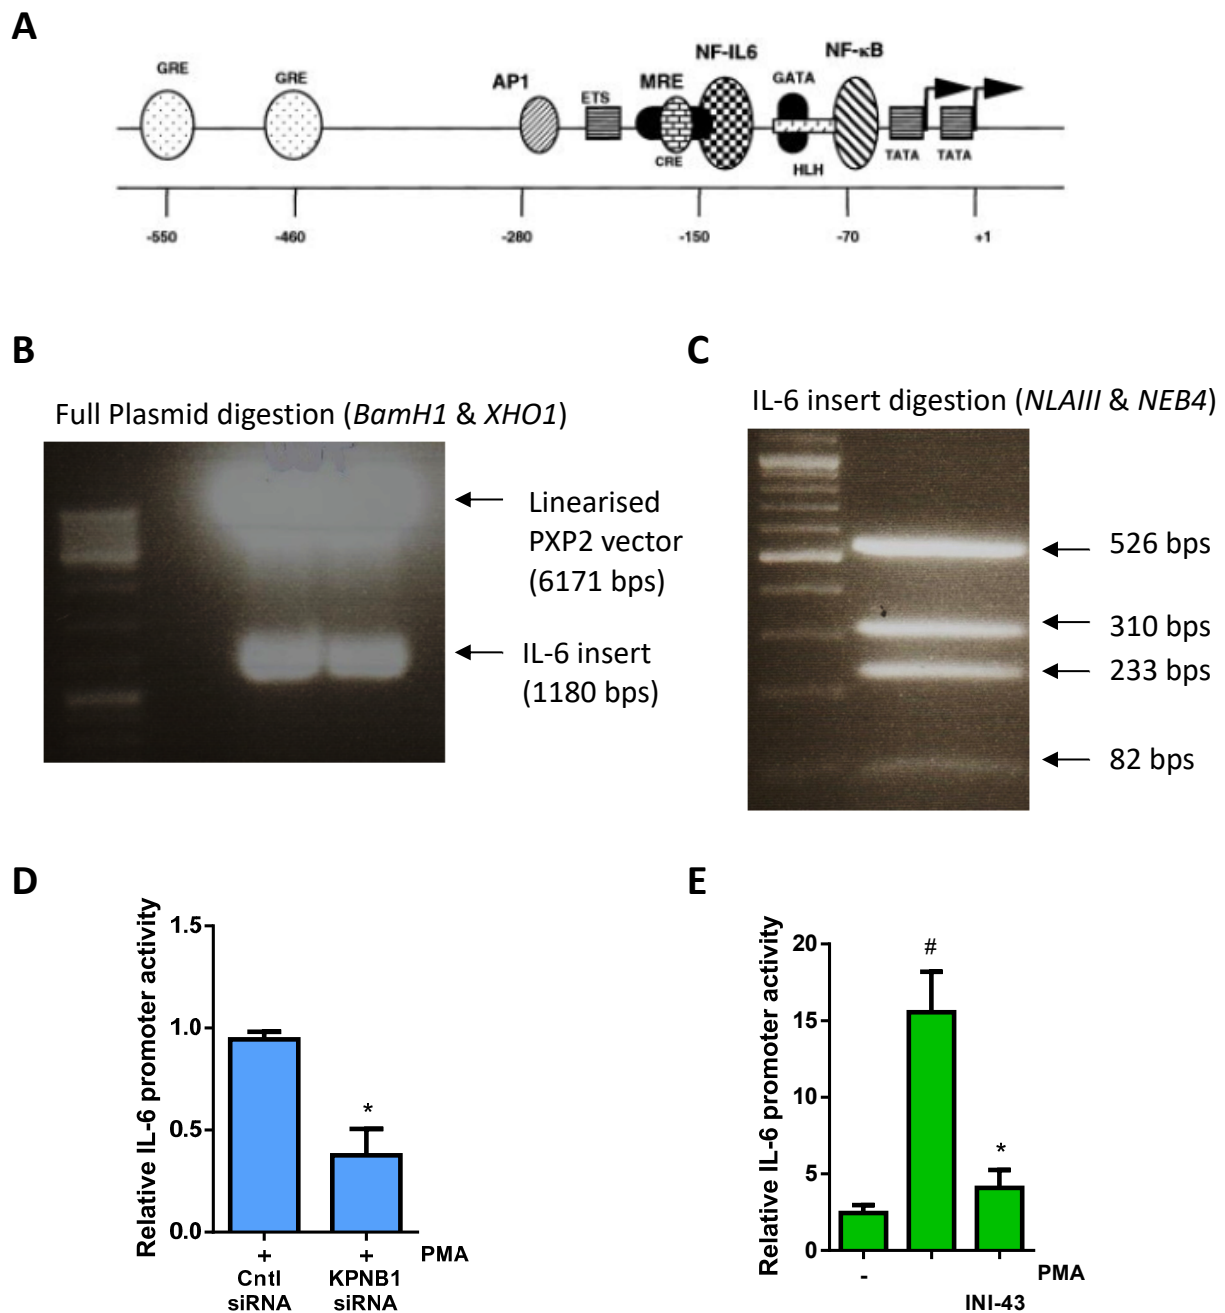 A
GRE
GRE
AP1
ETS
MRE
CRE
NF-IL6
GATA
HLH
NF-κB
TATA
TATA
-550
-460
-280
-150
-70
+1
B
Full Plasmid digestion (BamH1 & XHO1)
Linearised
PXP2 vector
(6171 bps)
IL-6 insert
(1180 bps)
C
IL-6 insert digestion (NLAIII & NEB4)
526 bps
310 bps
233 bps
82 bps
D
Relative IL-6 promoter activity
1.5
1.0
0.5
0.0
*
+
+
PMA
Cntl
siRNA
KPNB1
siRNA
E
Relative IL-6 promoter activity
20
15
10
5
0
#
*
-
PMA
INI-43